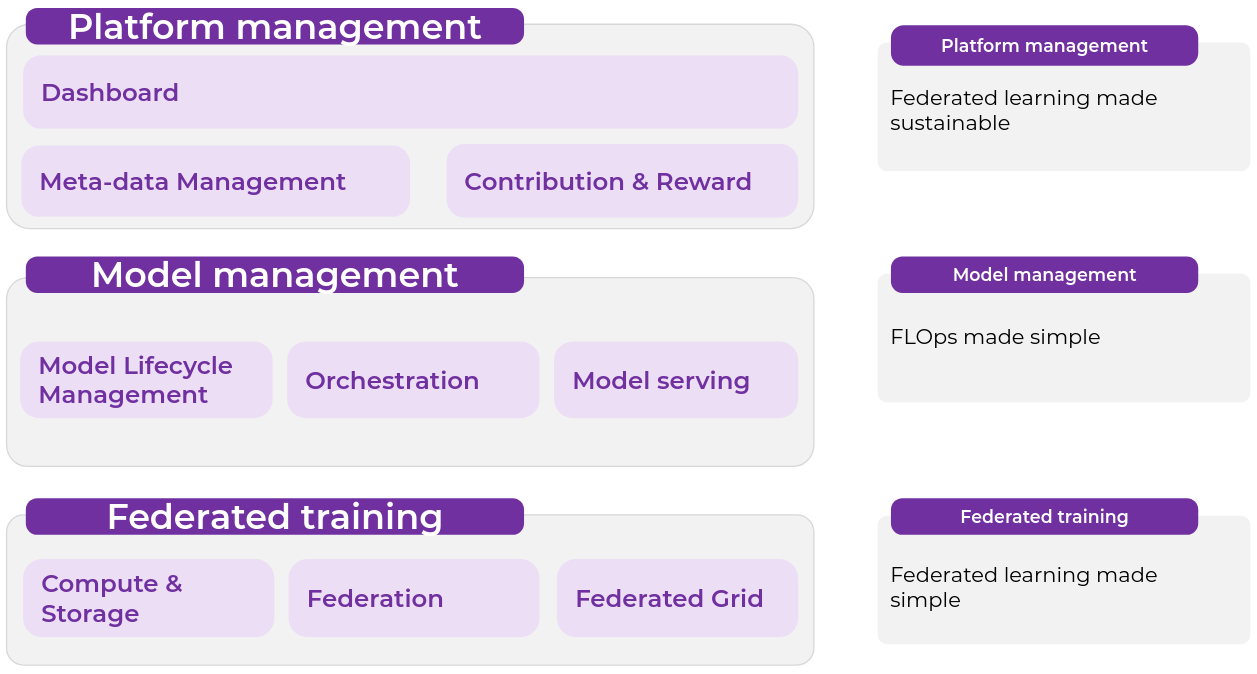 Platform management
Dashboard
Meta-data Management
Contribution & Reward
Model management
Model Lifecycle
Management
Orchestration
Model serving
Federated training
Compute &
Storage
Federation
Federated Grid
Platform management
Federated learning made
sustainable
Model management
FLOps made simple
Federated training
Federated learning made
simple